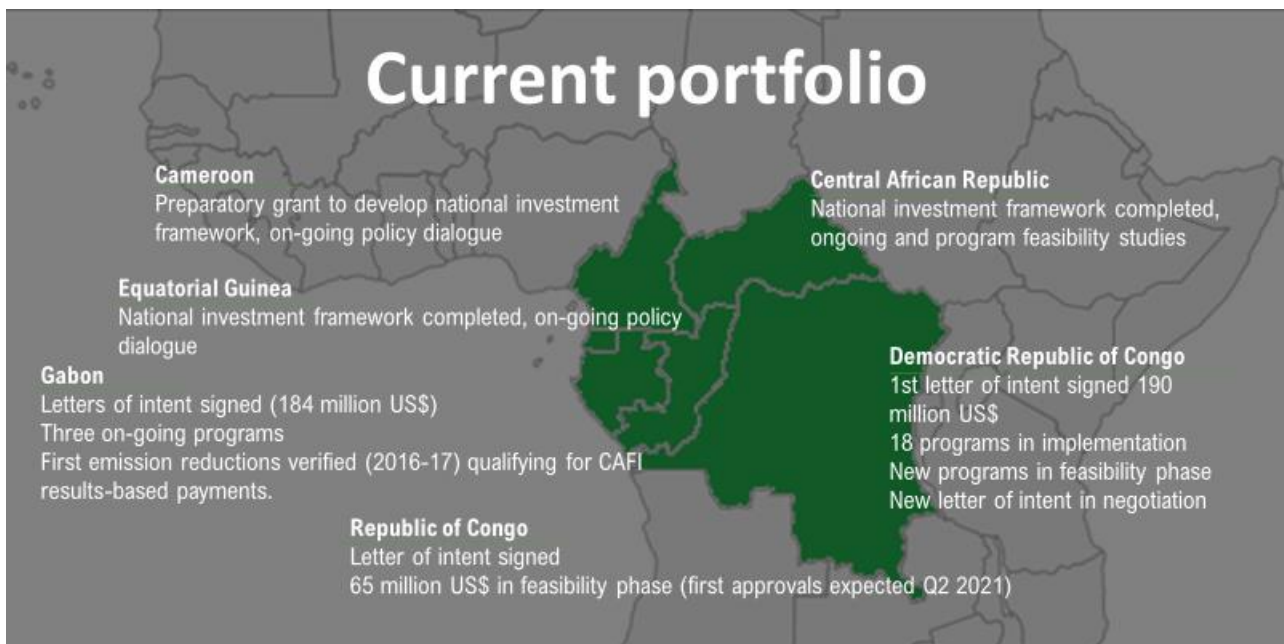 Current portfolio
Cameroon
Preparatory grant to develop national investment
framework, on-going policy dialogue
Central African Republic
National investment framework completed,
ongoing and program feasibility studies
Equatorial Guinea
National investment framework completed, on-going policy
dialogue
Gabon
Letters of intent signed (184 million US$)
Three on-going programs
First emission reductions verified (2016-17) qualifying for CAFI
results-based payments.
Democratic Republic of Congo
1st letter of intent signed 190
million US$
18 programs in implementation
New programs in feasibility phase
New letter of intent in negotiation
Republic of Congo
Letter of intent signed
65 million US$ in feasibility phase (first approvals expected Q2 2021)